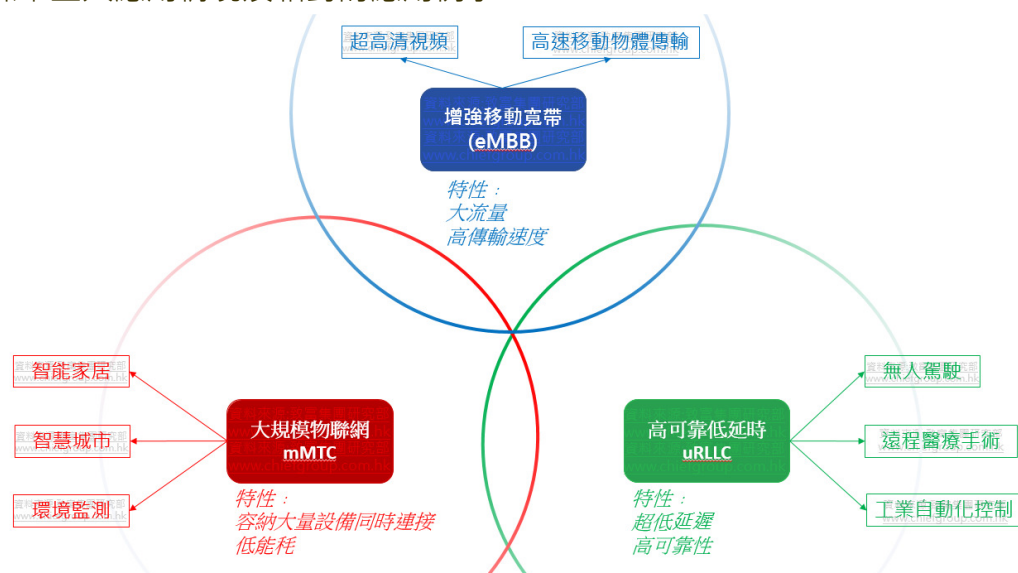 超高清視頻
高速移動物體傳輸
增強移動寬帶
(eMBB)
特性：
大流量
高傳輸速度
智能家居
智慧城市
環境監測
大規模物聯網
mMTC
特性：
容納大量設備同時連接
低能耗
高可靠低延時
uRLLC
特性：
超低延遲
高可靠性
無人駕駛
遠程醫療手術
工業自動化控制